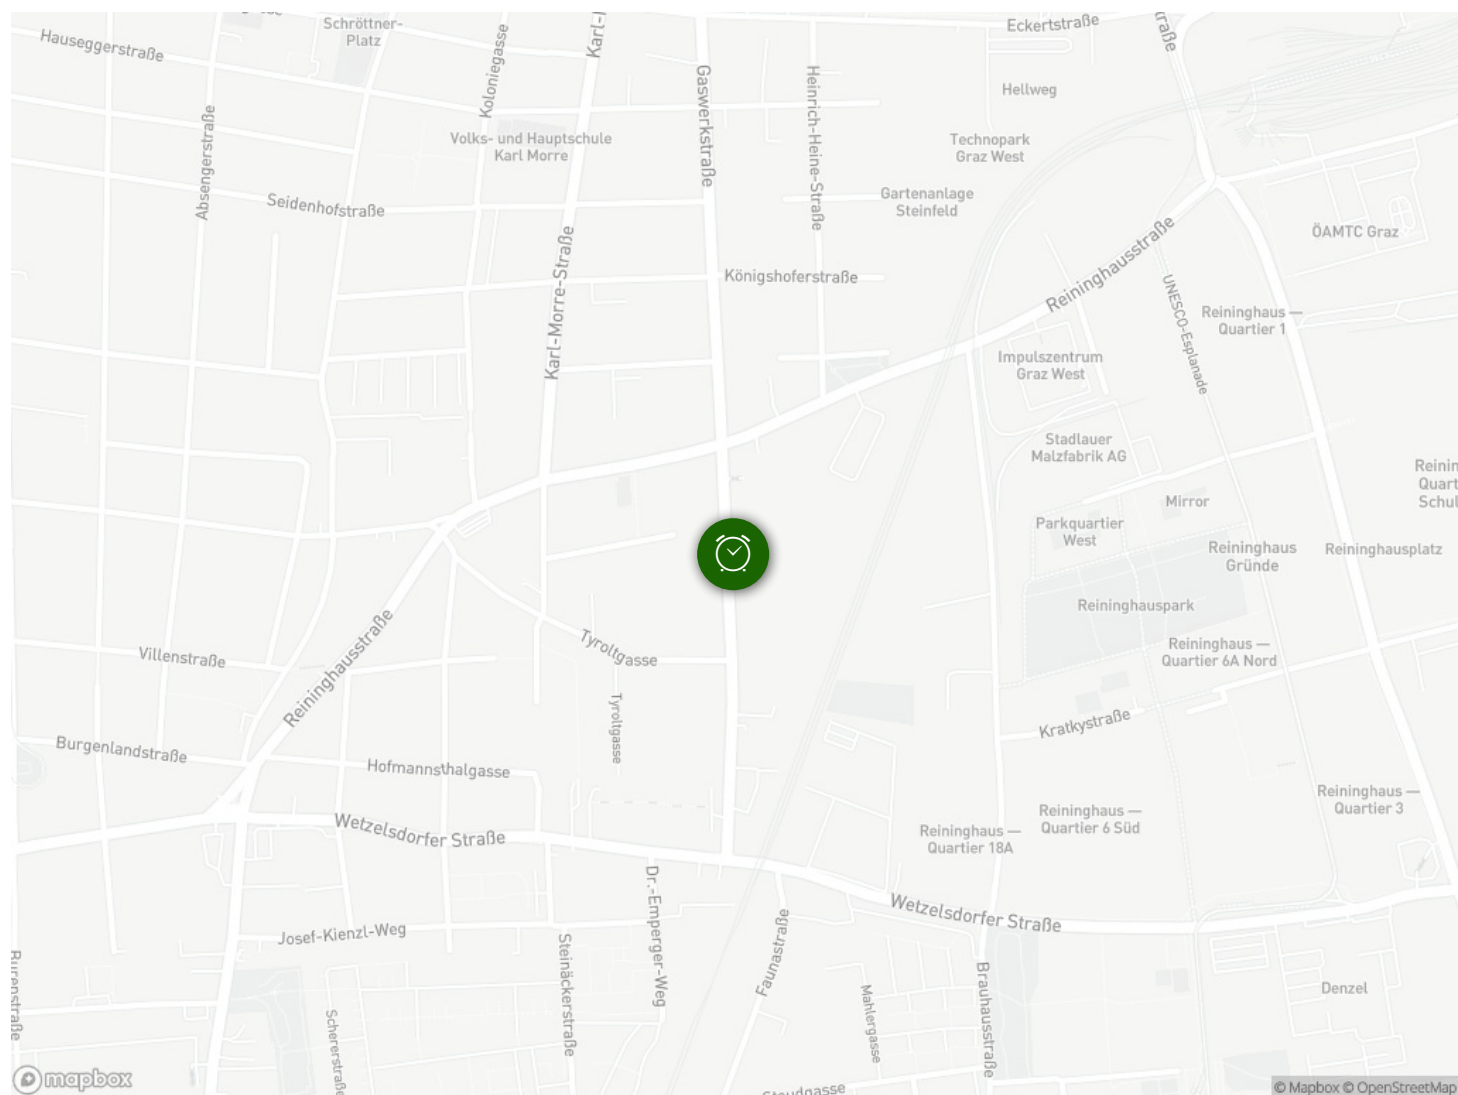 Schröttner-
Platz
Hauseggerstraße
Koloniegasse
Eckertstraße
Hellweg
Gaswerkstraße
Heinrich-Heine-Straße
Absengerstraße
Volks- und Hauptschule
Karl Morre
Technopark
Graz West
Seidenhofstraße
Gartenanlage
Steinfeld
ÖAMTC Graz
Karl-Morre-Straße
Königshoferstraße
Reininghausstraße
UNESCO-Esplanade
Reininghaus —
Quartier 1
Impulszentrum
Graz West
Stadlauer
Malzfabrik AG
Mirror
Parkquartier
West
Reininghaus
Gründe
Reininghausplatz
Reininghauspark
Reininghaus —
Quartier 6A Nord
Villenstraße
Reininghausstraße
Tyroltgasse
Tyroltgasse
Kratkystraße
Burgenlandstraße
Hofmannsthalgasse
Reininghaus —
Quartier 3
Reininghaus —
Quartier 6 Süd
Reininghaus —
Quartier 18A
Wetzelsdorfer Straße
Dr.-Emperger-Weg
Wetzelsdorfer Straße
Josef-Kienzl-Weg
Steinäckerstraße
Faunastraße
Mahlergasse
Brauhausstraße
Denzel
Schererstraße
mapbox
© Mapbox © OpenStreetMap